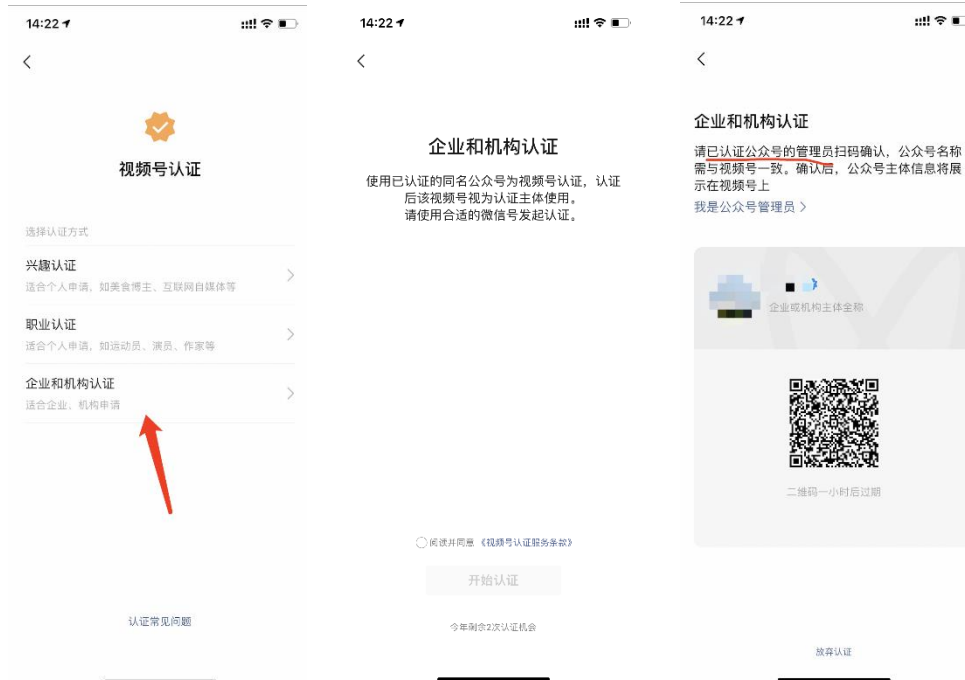 14:22
视频号认证
选择认证方式
兴趣认证
适合个人申请，如美食博主、互联网自媒体等
职业认证
适合个人申请，如运动员、演员、作家等
企业和机构认证
适合企业、机构申请
认证常见问题
14:22
企业和机构认证
使用已认证的同名公众号为视频号认证，认证
后该视频号视为认证主体使用。
请使用合适的微信号发起认证。
阅读并同意《视频号认证服务条款》
开始认证
今年剩余2次认证机会
14:22
企业和机构认证
请已认证公众号的管理员扫码确认，公众号名称
需与视频号一致。确认后，公众号主体信息将展
示在视频号上
我是公众号管理员
企业或机构主体全称
二维码一小时后过期
放弃认证